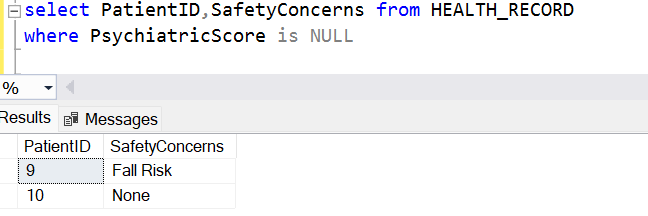 select PatientID,SafetyConcerns from HEALTH_RECORD
where PsychiatricScore is NULL
%
Results Messages
PatientID SafetyConcerns
9 Fall Risk
10 None